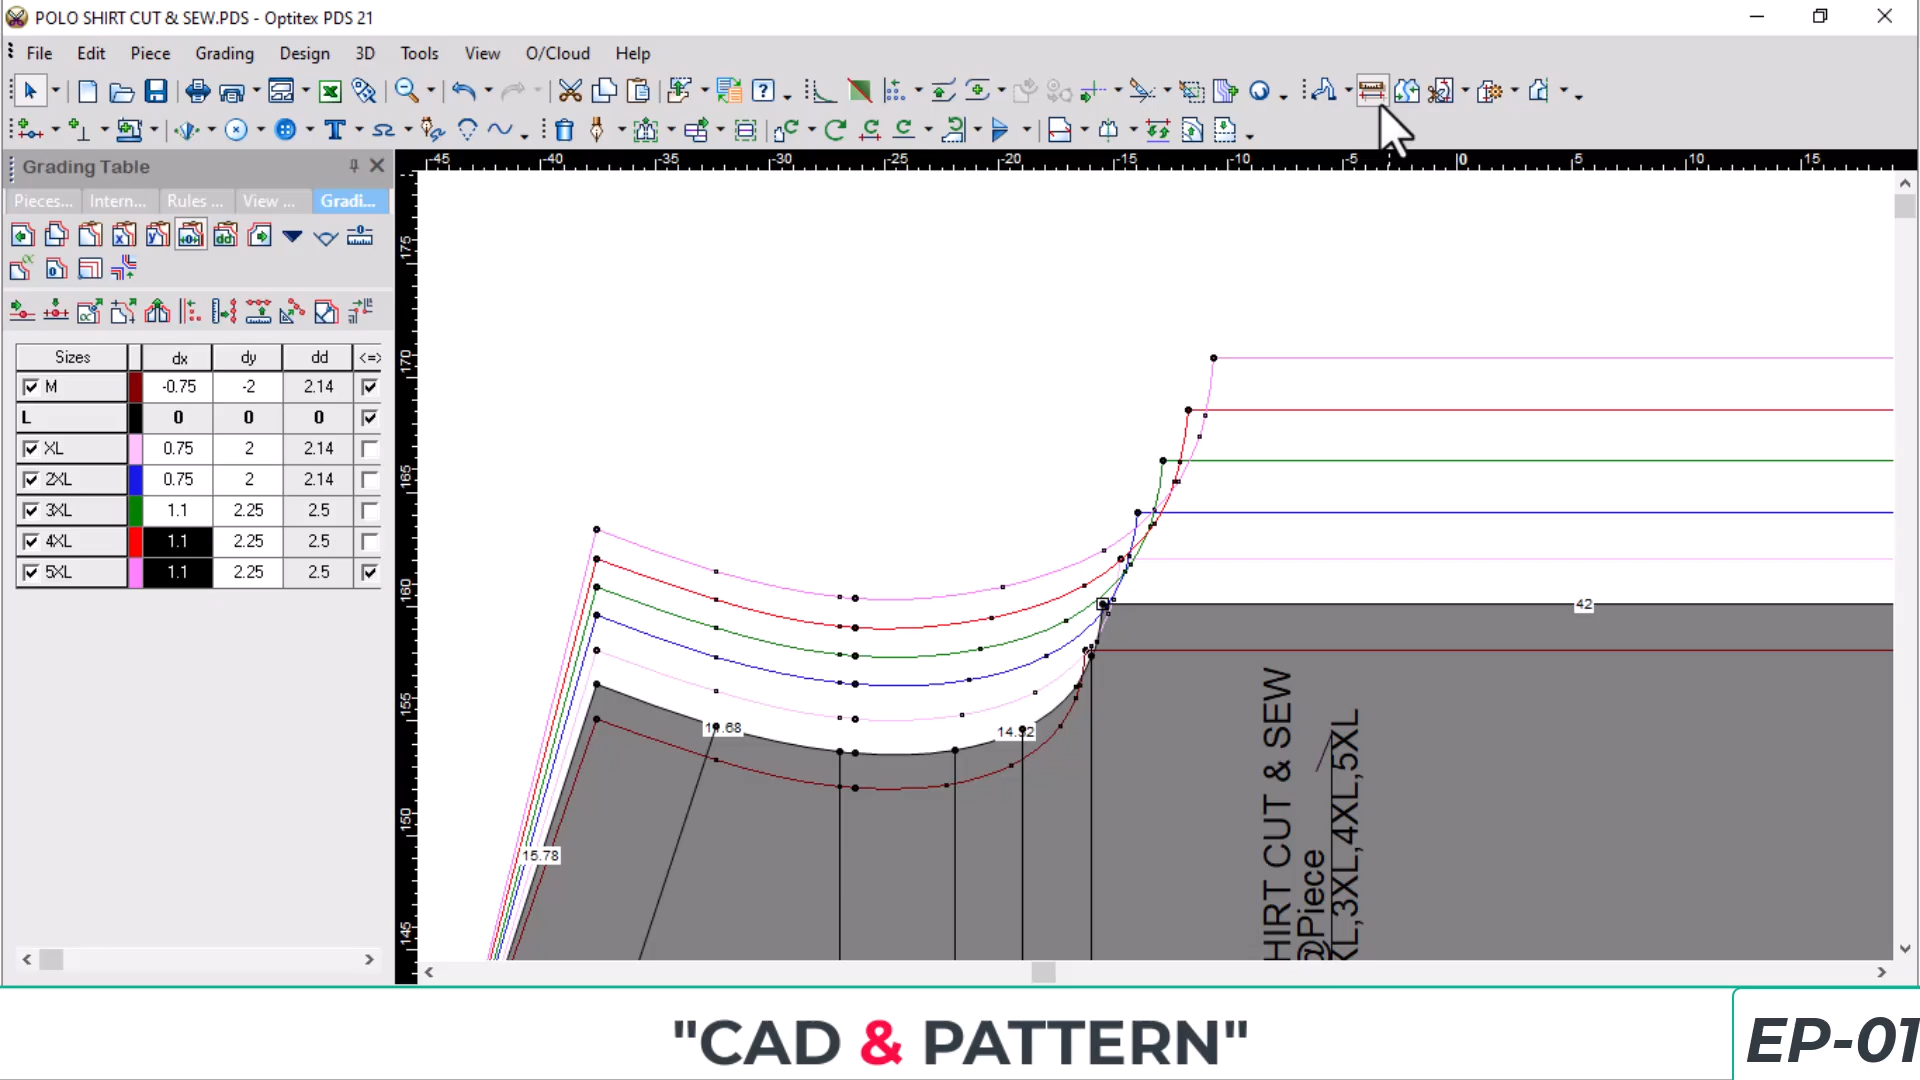 POLO SHIRT CUT & SEW.PDS - Optitex PDS 21
File Edit Piece Grading Design 3D Tools View O/Cloud Help
Grading Table
Pieces... Intern... Rules ... View ... Gradi...
Sizes dx dy dd <=>
M -0.75 -2 2.14
L 0 0 0
XL 0.75 2 2.14
2XL 0.75 2 2.14
3XL 1.1 2.25 2.5
4XL 1.1 2.25 2.5
5XL 1.1 2.25 2.5
-45 -40 -35 -30 -25 -20 -15 -10 -5 0 5 10 15
175
170
165
160
155
150
145
42
14.32
15.78
HIRT CUT & SEW
@Piece
XL,3XL,4XL,5XL
"CAD & PATTERN"
EP-01